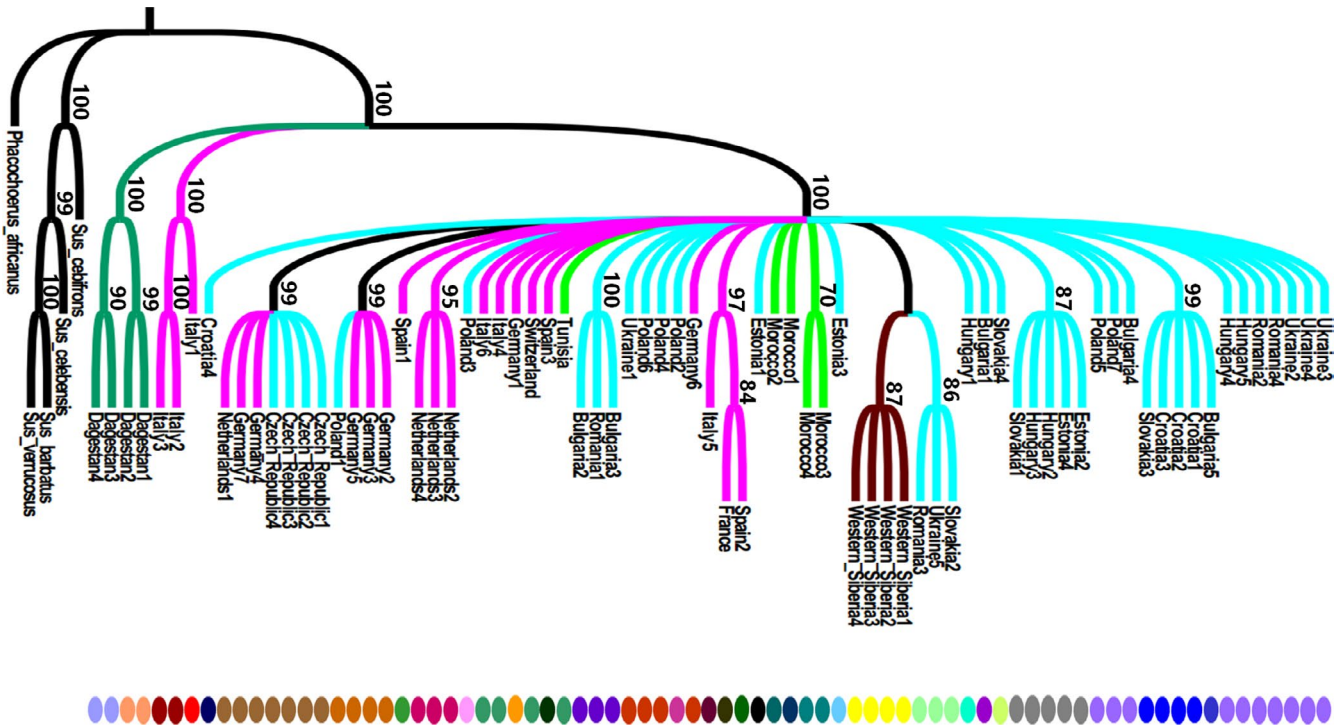 100
100
100
99
100
100
90
99
100
100
100
99
99
95
100
97
84
70
87
86
87
99
Phacochoerus_africanus
Sus_verrucosus
Sus_barbatus
Sus_celebensis
Sus_cebifrons
Dagestan4
Dagestan3
Dagestan2
Dagestan1
Italy3
Italy2
Italy1
Croatia4
Netherlands1
Germany7
Germany4
Czech_Republic4
Czech_Republic3
Czech_Republic2
Czech_Republic1
Poland1
Germany5
Germany3
Germany2
Spain1
Netherlands4
Netherlands3
Netherlands2
Poland3
Italy6
Italy4
Germany1
Switzerland
Spain3
Tunisia
Bulgaria2
Romania1
Bulgaria3
Ukraine1
Poland6
Poland4
Poland2
Germany6
Italy5
France
Spain2
Estonia1
Morocco2
Morocco1
Morocco4
Morocco3
Estonia3
Western_Siberia4
Western_Siberia3
Western_Siberia2
Western_Siberia1
Romania3
Ukraine5
Slovakia2
Hungary1
Bulgaria1
Slovakia4
Slovakia1
Hungary3
Hungary2
Estonia4
Estonia2
Poland5
Poland7
Bulgaria4
Slovakia3
Croatia3
Croatia2
Croatia1
Bulgaria5
Hungary4
Hungary5
Romania2
Romania4
Ukraine2
Ukraine4
Ukraine3